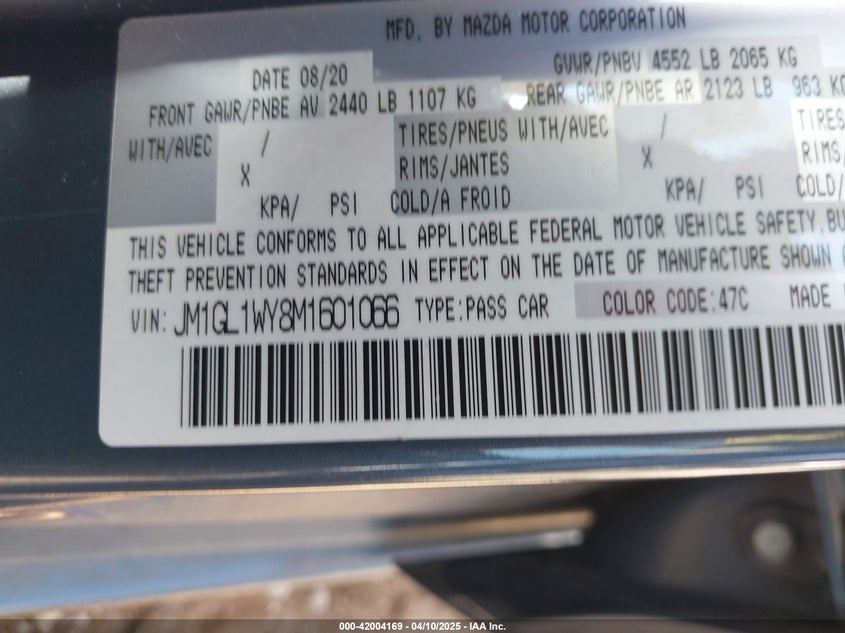 MFD. BY MAZDA MOTOR CORPORATION
DATE 08/20 GVWR/PNBV 4552 LB 2065 KG
FRONT GAWR/PNBE AV 2440 LB 1107 KG REAR GAWR/PNBE AR 2123 LB 963 KG
WITH/AVEC / TIRES/PNEUS WITH/AVEC / TIRES
X RIMS/JANTES X RIMS/
KPA/ PSI COLD/A FROID KPA/ PSI COLD/
THIS VEHICLE CONFORMS TO ALL APPLICABLE FEDERAL MOTOR VEHICLE SAFETY, BU
THEFT PREVENTION STANDARDS IN EFFECT ON THE DATE OF MANUFACTURE SHOWN
VIN: JM1GL1WY8M1601066 TYPE: PASS CAR COLOR CODE: 47C MADE
000-42004169 - 04/10/2025 - IAA Inc.